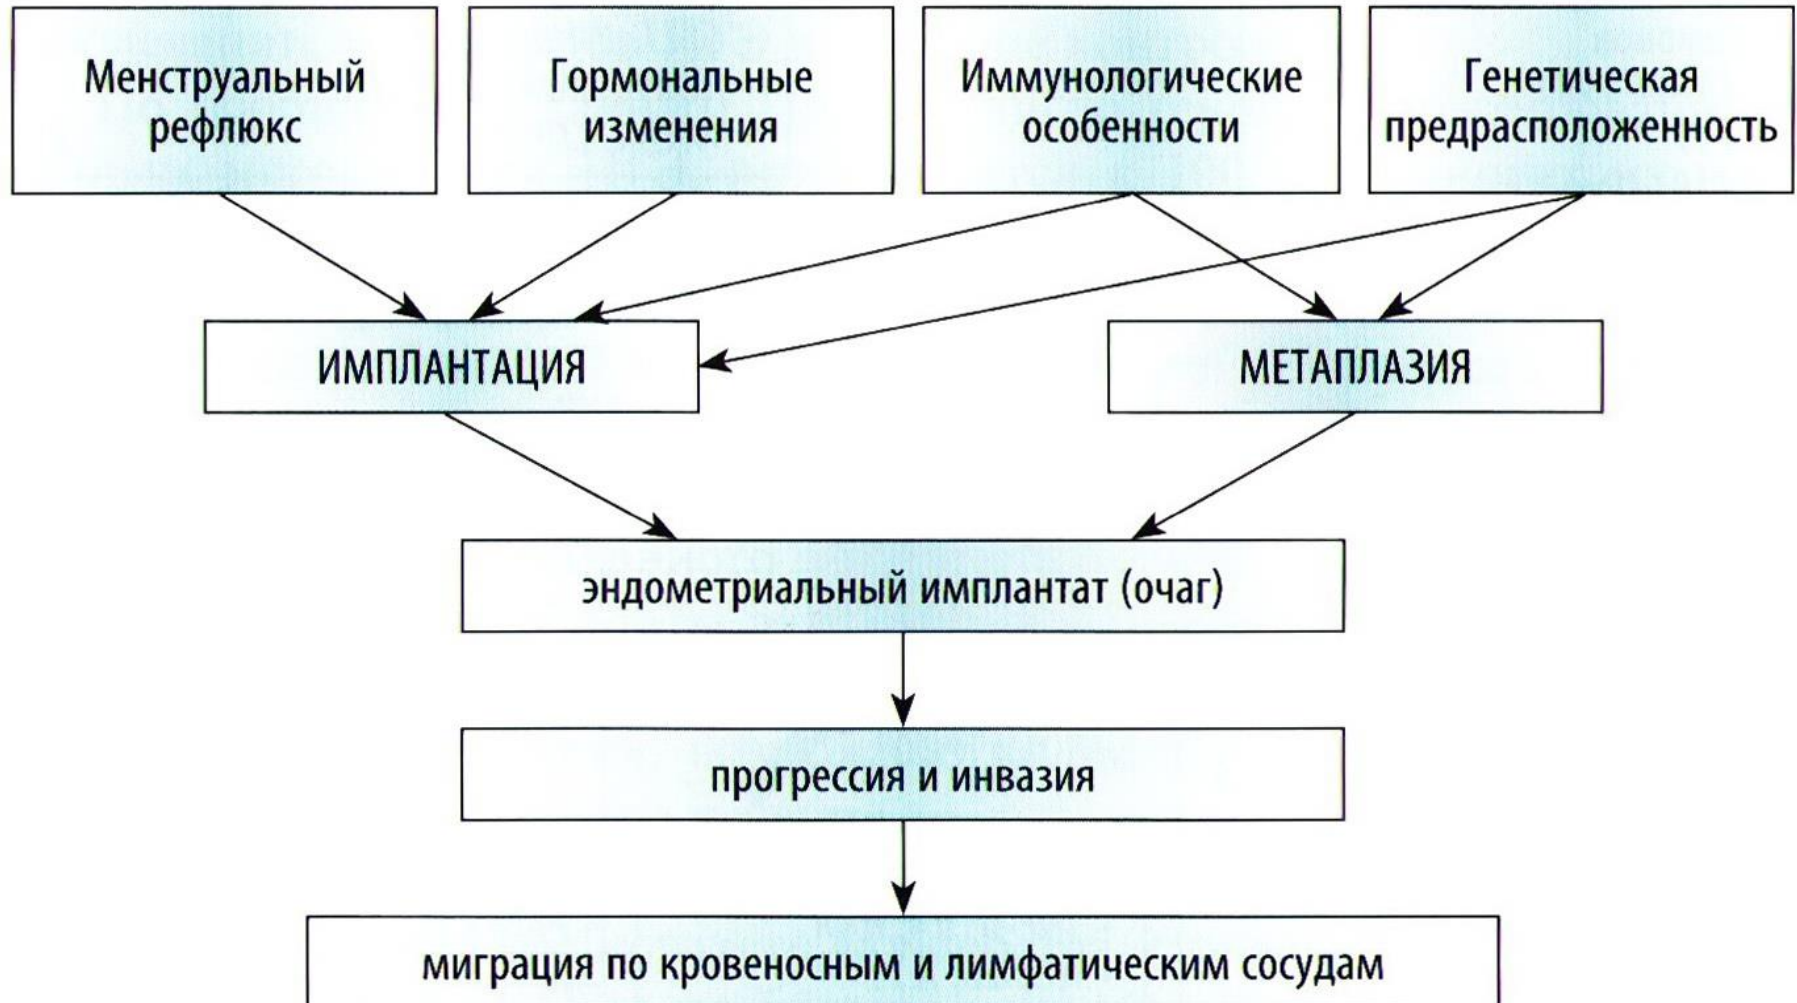 Менструальный
рефлюкс
Гормональные
изменения
Иммунологические
особенности
Генетическая
предрасположенность
ИМПЛАНТАЦИЯ
МЕТАПЛАЗИЯ
эндометриальный имплантат (очаг)
прогрессия и инвазия
миграция по кровеносным и лимфатическим сосудам